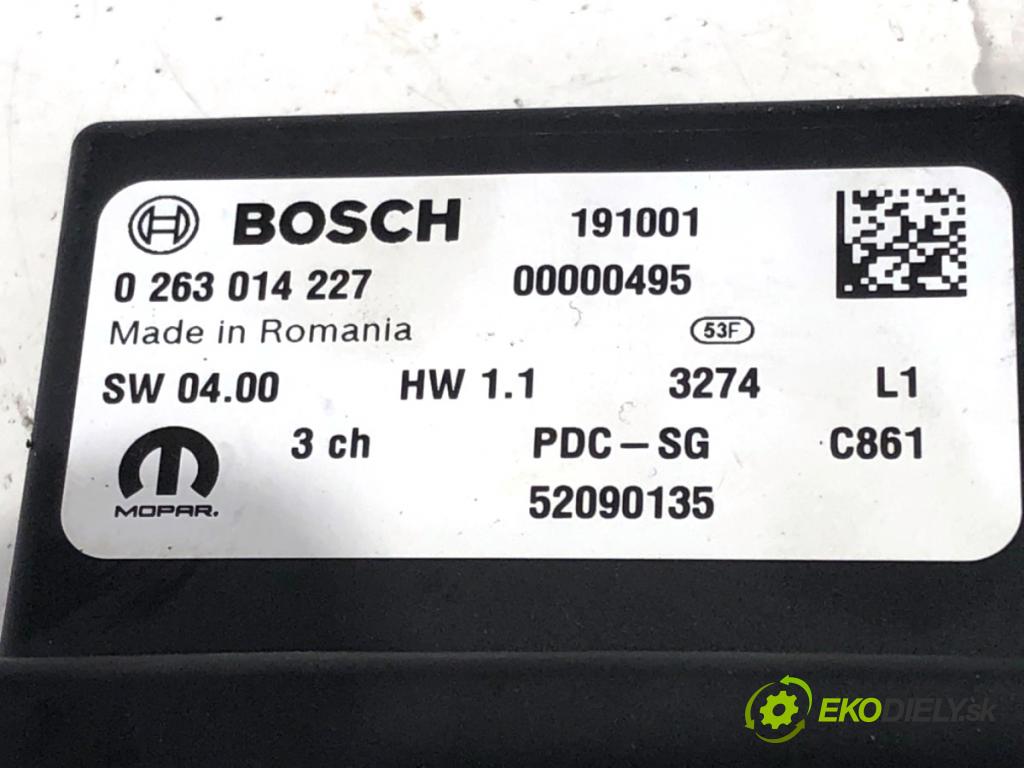 BOSCH 191001
0 263 014 227 00000495
Made in Romania 53F
SW 04.00 HW 1.1 3274 L1
3 ch PDC-SG C861
MOPAR. 52090135
EKODIELY.sk